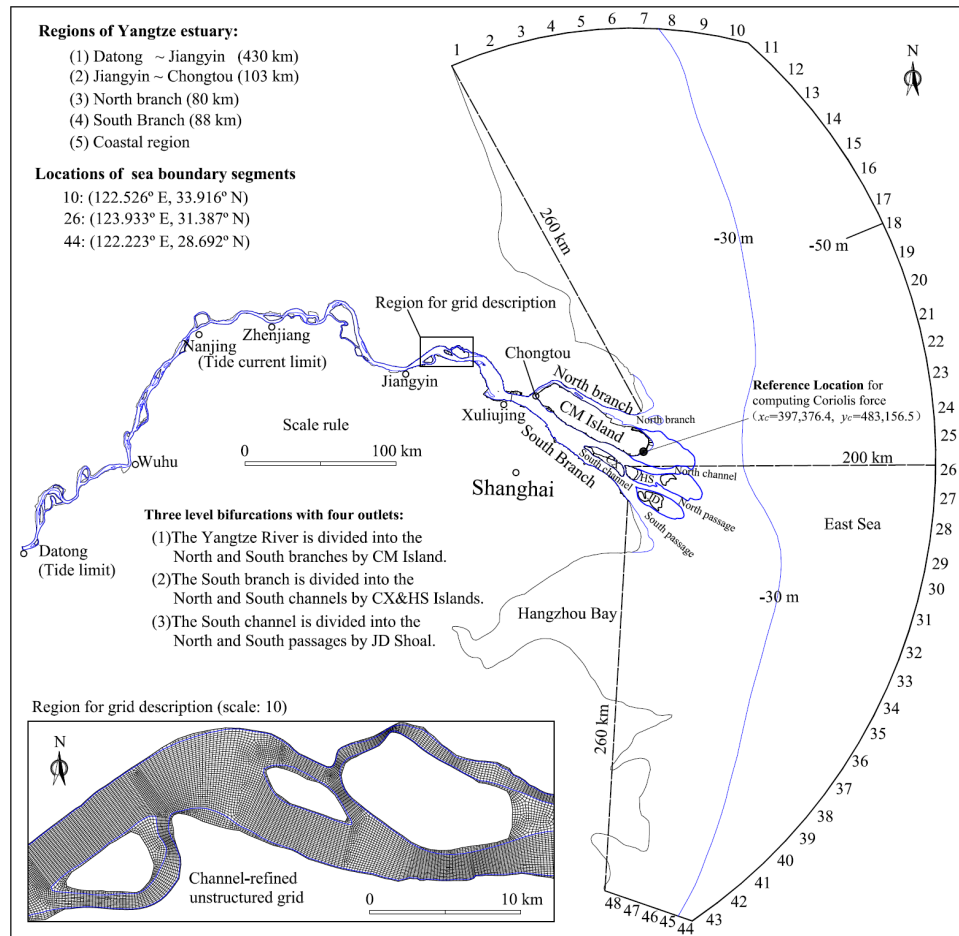 Regions of Yangtze estuary:
(1) Datong ~ Jiangyin (430 km)
(2) Jiangyin ~ Chongtou (103 km)
(3) North branch (80 km)
(4) South Branch (88 km)
(5) Coastal region
Locations of sea boundary segments
10: (122.526º E, 33.916º N)
26: (123.933º E, 31.387º N)
44: (122.223º E, 28.692º N)
1
2
3
4
5
6
7
8
9
10
11
12
13
14
15
16
17
18
19
20
21
22
23
24
25
26
27
28
29
30
31
32
33
34
35
36
37
38
39
40
41
42
43
44
45
46
47
48
N
260 km
-30 m
-50 m
Region for grid description
Nanjing
(Tide current limit)
Zhenjiang
Jiangyin
Chongtou
Xuliujing
North branch
North branch
CM Island
Reference Location for
computing Coriolis force
(xc=397,376.4, yc=483,156.5)
Scale rule
0
100 km
Wuhu
South Branch
South channel
North channel
HS
JD
North passage
South passage
200 km
Shanghai
East Sea
Datong
(Tide limit)
Three level bifurcations with four outlets:
(1)The Yangtze River is divided into the
North and South branches by CM Island.
(2)The South branch is divided into the
North and South channels by CX&HS Islands.
(3)The South channel is divided into the
North and South passages by JD Shoal.
Hangzhou Bay
-30 m
260 km
Region for grid description (scale: 10)
N
Channel-refined
unstructured grid
0
10 km